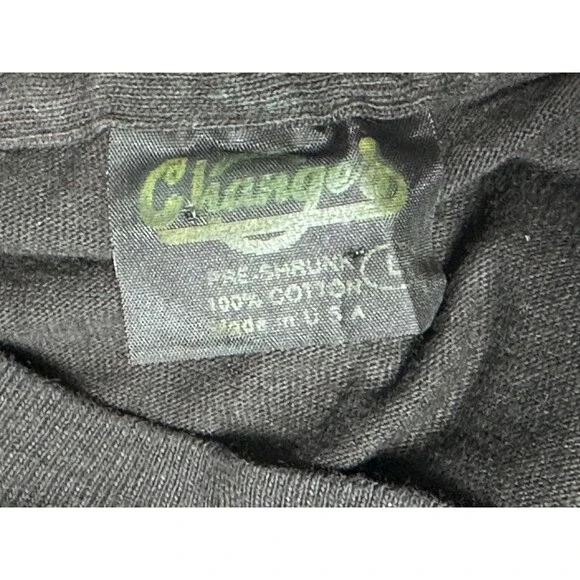 Changes
PRE-SHRUNK
100% COTTON L
Made in U.S.A